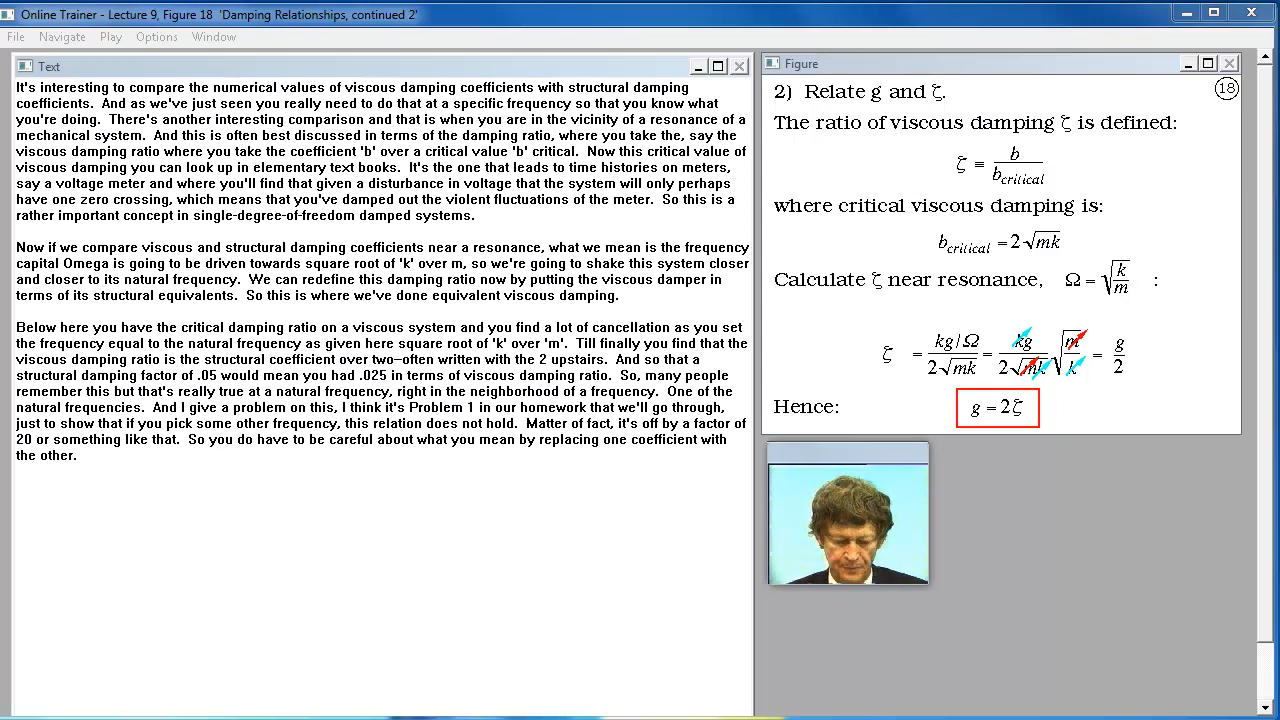 Online Trainer - Lecture 9, Figure 18 'Damping Relationships, continued 2'
File Navigate Play Options Window
Text
It's interesting to compare the numerical values of viscous damping coefficients with structural damping
coefficients. And as we've just seen you really need to do that at a specific frequency so that you know what
you're doing. There's another interesting comparison and that is when you are in the vicinity of a resonance of a
mechanical system. And this is often best discussed in terms of the damping ratio, where you take the, say the
viscous damping ratio where you take the coefficient 'b' over a critical value 'b' critical. Now this critical value of
viscous damping you can look up in elementary text books. It's the one that leads to time histories on meters,
say a voltage meter and where you'll find that given a disturbance in voltage that the system will only perhaps
have one zero crossing, which means that you've damped out the violent fluctuations of the meter. So this is a
rather important concept in single-degree-of-freedom damped systems.
Now if we compare viscous and structural damping coefficients near a resonance, what we mean is the frequency
capital Omega is going to be driven towards square root of 'k' over m, so we're going to shake this system closer
and closer to its natural frequency. We can redefine this damping ratio now by putting the viscous damper in
terms of its structural equivalents. So this is where we've done equivalent viscous damping.
Below here you have the critical damping ratio on a viscous system and you find a lot of cancellation as you set
the frequency equal to the natural frequency as given here square root of 'k' over 'm'. Till finally you find that the
viscous damping ratio is the structural coefficient over two–often written with the 2 upstairs. And so that a
structural damping factor of .05 would mean you had .025 in terms of viscous damping ratio. So, many people
remember this but that's really true at a natural frequency, right in the neighborhood of a frequency. One of the
natural frequencies. And I give a problem on this, I think it's Problem 1 in our homework that we'll go through,
just to show that if you pick some other frequency, this relation does not hold. Matter of fact, it's off by a factor of
20 or something like that. So you do have to be careful about what you mean by replacing one coefficient with
the other.
Figure
2) Relate g and ζ. 18
The ratio of viscous damping ζ is defined:
ζ = b / b_critical
where critical viscous damping is:
b_critical = 2√mk
Calculate ζ near resonance, Ω = √k/m :
ζ = kg/Ω / 2√mk = kg / 2√mk √m/k = g/2
Hence: g = 2ζ